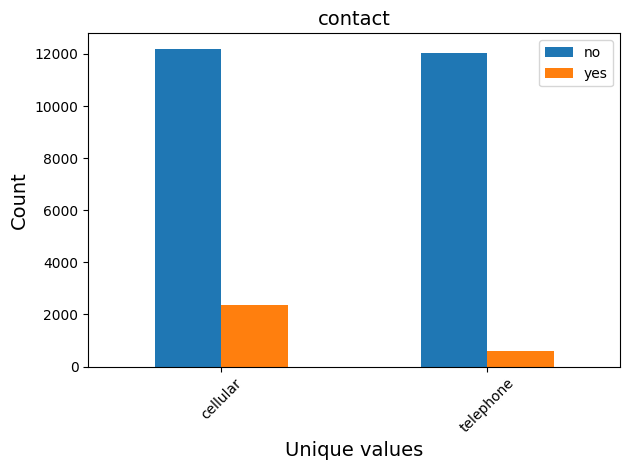 contact
no
yes
12000
10000
8000
6000
4000
2000
0
Count
cellular
telephone
Unique values